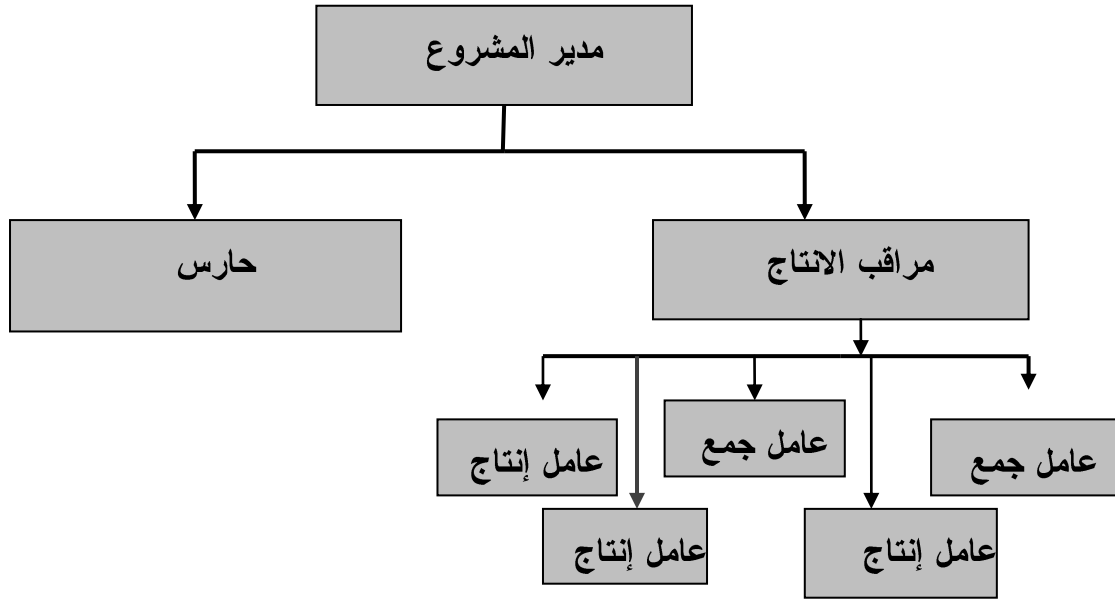 مدير المشروع
مراقب الانتاج
حارس
عامل جمع
عامل جمع
عامل إنتاج
عامل إنتاج
عامل إنتاج